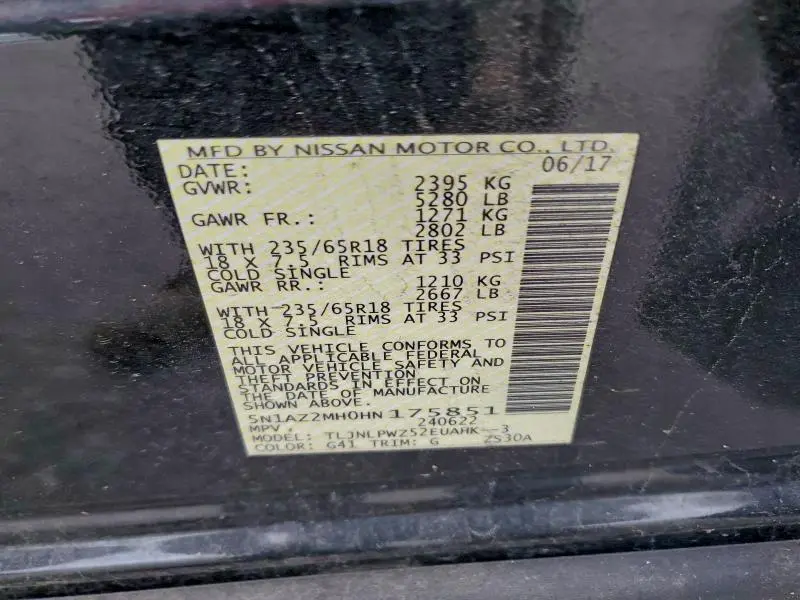 MFD BY NISSAN MOTOR CO., LTD.
DATE: 06/17
GVWR: 2395 KG
5280 LB
GAWR FR.: 1271 KG
2802 LB
WITH 235/65R18 TIRES
18 X 7.5 RIMS AT 33 PSI
COLD SINGLE
GAWR RR.: 1210 KG
2667 LB
WITH 235/65R18 TIRES
18 X 7.5 RIMS AT 33 PSI
COLD SINGLE
THIS VEHICLE CONFORMS TO
ALL APPLICABLE FEDERAL
MOTOR VEHICLE SAFETY AND
THEFT PREVENTION
STANDARDS IN EFFECT ON
THE DATE OF MANUFACTURE
SHOWN ABOVE.
5N1AZ2MH0HN175851
MPV 240622
MODEL: TLJNLPWZ52EUAHK-3
COLOR: G41 TRIM: G ZS30A